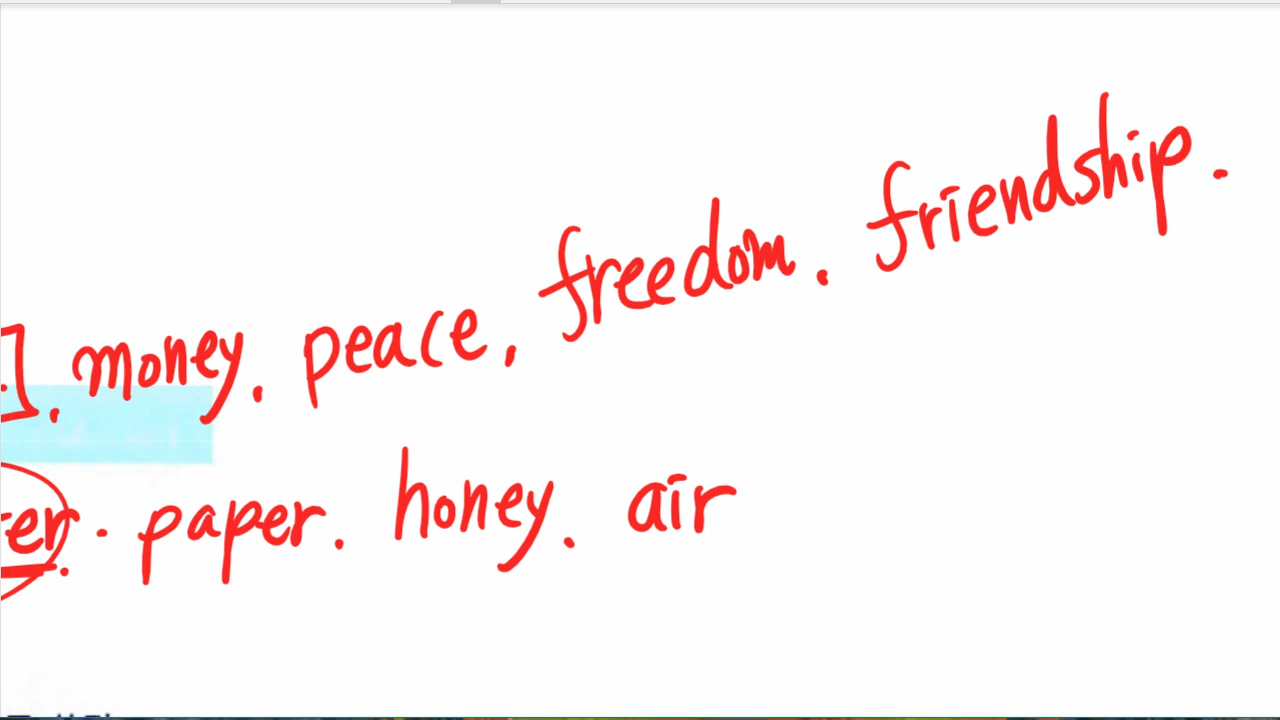 ]. money. peace, freedom. friendship.
er. paper. honey. air